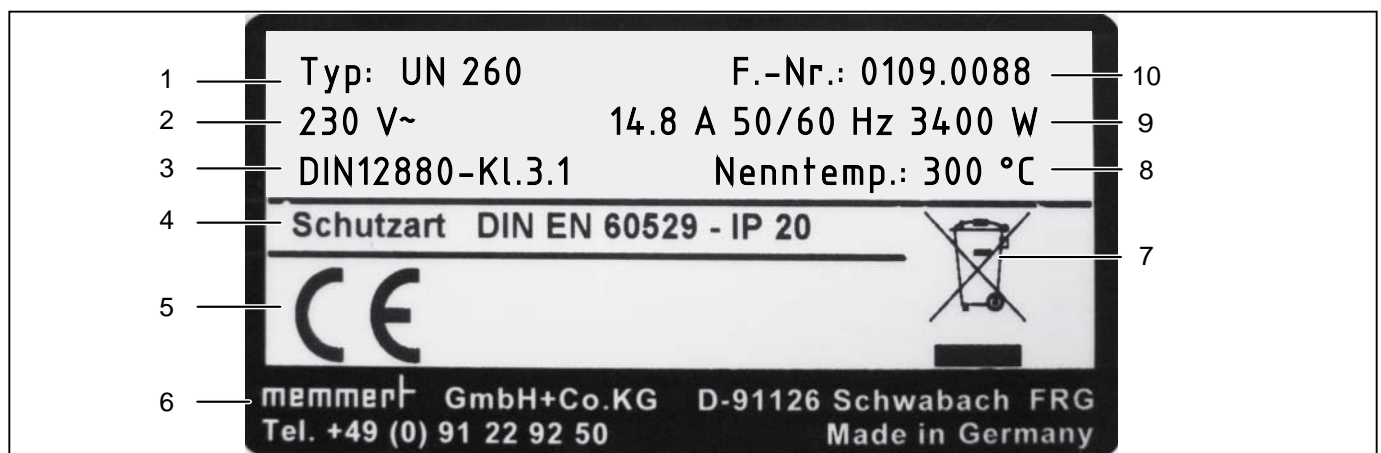 1 Typ: UN 260 F.-Nr.: 0109.0088 10
2 230 V~ 14.8 A 50/60 Hz 3400 W 9
3 DIN12880-Kl.3.1 Nenntemp.: 300 °C 8
4 Schutzart DIN EN 60529 - IP 20
7
5 CE
6 memmert GmbH+Co.KG D-91126 Schwabach FRG
Tel. +49 (0) 91 22 92 50 Made in Germany